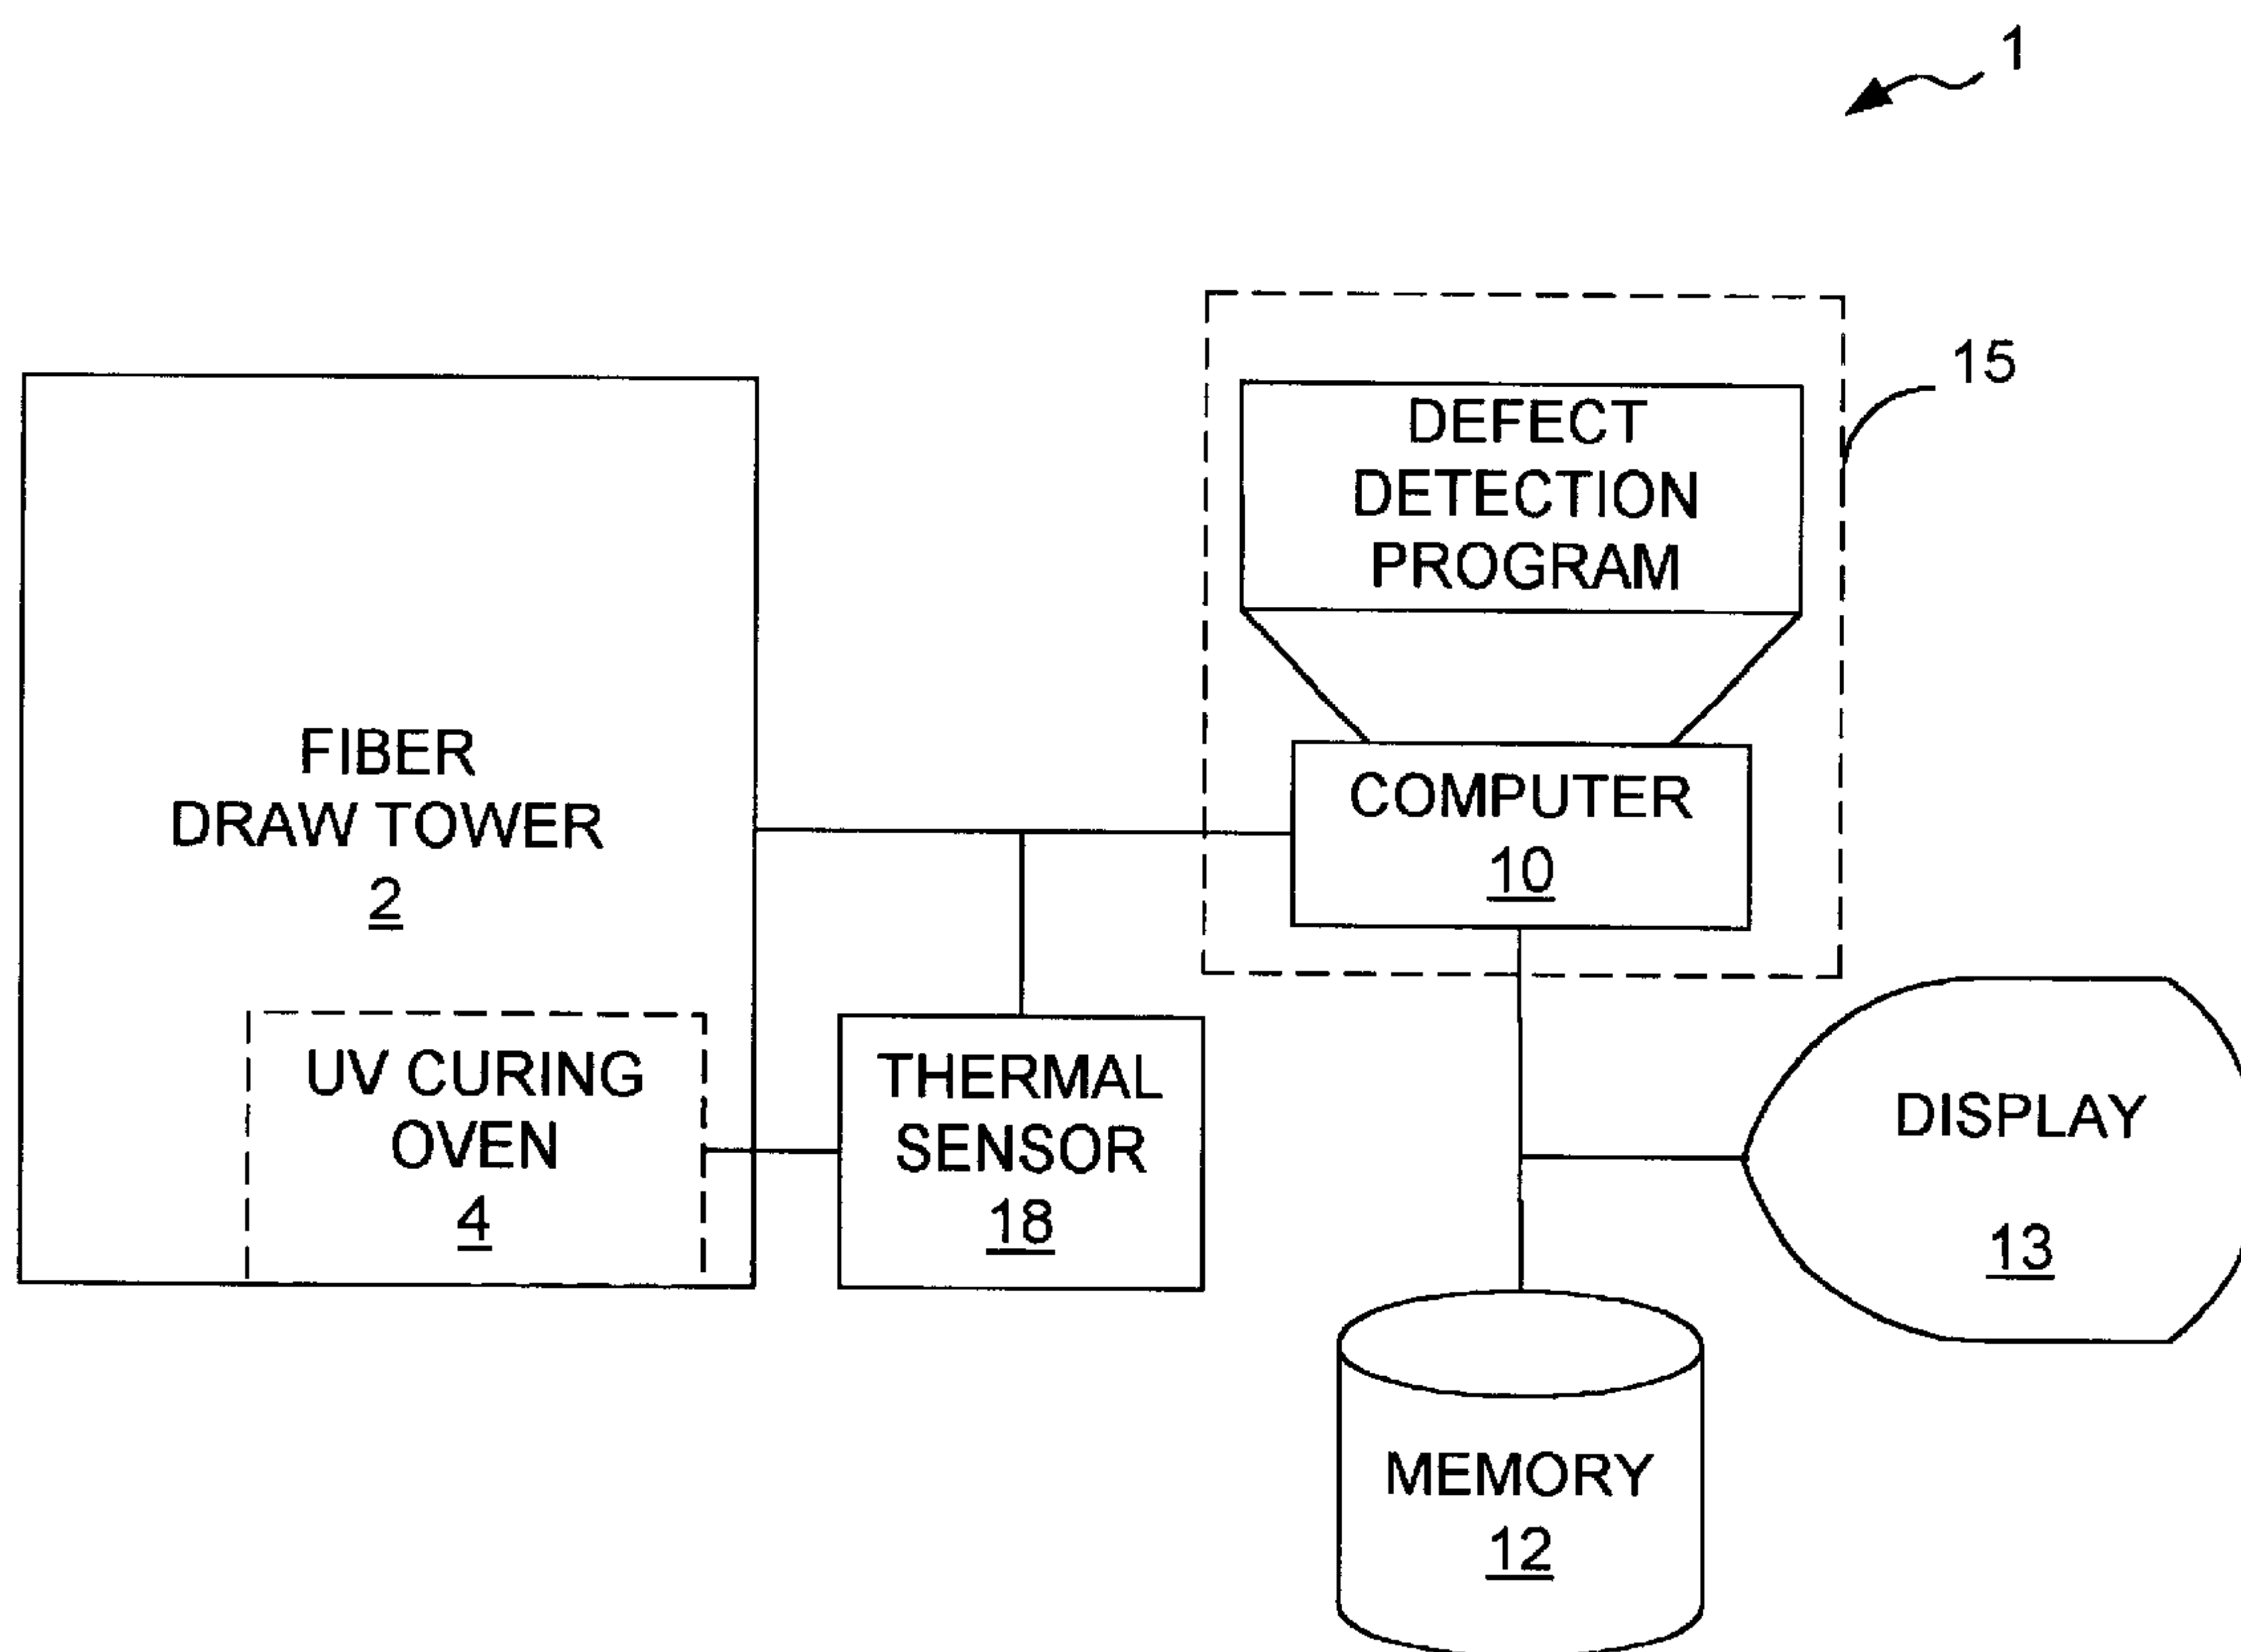 1
15
DEFECT
DETECTION
PROGRAM
COMPUTER
10
FIBER
DRAW TOWER
2
UV CURING
OVEN
4
THERMAL
SENSOR
18
DISPLAY
13
MEMORY
12